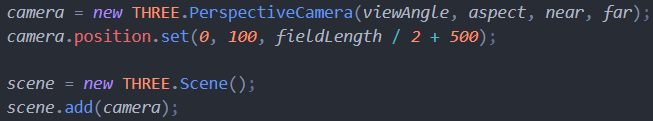 camera = new THREE.PerspectiveCamera(viewAngle, aspect, near, far);
camera.position.set(0, 100, fieldLength / 2 + 500);
scene = new THREE.Scene();
scene.add(camera);